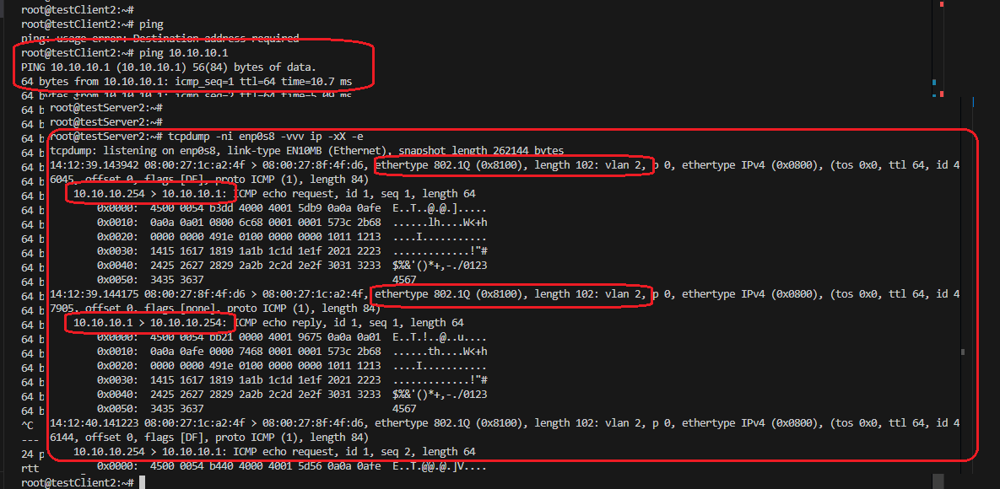 root@testClient2:~#
root@testClient2:~# ping
ping: usage error: Destination address required
root@testClient2:~# ping 10.10.10.1
PING 10.10.10.1 (10.10.10.1) 56(84) bytes of data.
64 bytes from 10.10.10.1: icmp_seq=1 ttl=64 time=10.7 ms
64 bytes from 10.10.10.1: icmp_seq=2 ttl=64 time=5.09 ms
64 b root@testServer2:~#
64 b root@testServer2:~#
64 b root@testServer2:~# tcpdump -ni enp0s8 -vvv ip -xX -e
64 b tcpdump: listening on enp0s8, link-type EN10MB (Ethernet), snapshot length 262144 bytes
64 b 14:12:39.143942 08:00:27:1c:a2:4f > 08:00:27:8f:4f:d6, ethertype 802.1Q (0x8100), length 102: vlan 2, p 0, ethertype IPv4 (0x0800), (tos 0x0, ttl 64, id 4
64 b 6045, offset 0, flags [DF], proto ICMP (1), length 84)
64 b 10.10.10.254 > 10.10.10.1: ICMP echo request, id 1, seq 1, length 64
64 b 0x0000: 4500 0054 b3dd 4000 4001 5db9 0a0a 0afe E..T..@.@.].....
64 b 0x0010: 0a0a 0a01 0800 6c68 0001 0001 573c 2b68 ......lh....W<+h
64 b 0x0020: 0000 0000 491e 0100 0000 0000 1011 1213 ....I...........
64 b 0x0030: 1415 1617 1819 1a1b 1c1d 1e1f 2021 2223 .............!"#
64 b 0x0040: 2425 2627 2829 2a2b 2c2d 2e2f 3031 3233 $%&'()*+,-./0123
64 b 0x0050: 3435 3637 4567
64 b 14:12:39.144175 08:00:27:8f:4f:d6 > 08:00:27:1c:a2:4f, ethertype 802.1Q (0x8100), length 102: vlan 2, p 0, ethertype IPv4 (0x0800), (tos 0x0, ttl 64, id 4
64 b 7905, offset 0, flags [none], proto ICMP (1), length 84)
64 b 10.10.10.1 > 10.10.10.254: ICMP echo reply, id 1, seq 1, length 64
64 b 0x0000: 4500 0054 bb21 0000 4001 9675 0a0a 0a01 E..T.!..@..u....
64 b 0x0010: 0a0a 0afe 0000 7468 0001 0001 573c 2b68 ......th....W<+h
64 b 0x0020: 0000 0000 491e 0100 0000 0000 1011 1213 ....I...........
64 b 0x0030: 1415 1617 1819 1a1b 1c1d 1e1f 2021 2223 .............!"#
64 b 0x0040: 2425 2627 2829 2a2b 2c2d 2e2f 3031 3233 $%&'()*+,-./0123
64 b 0x0050: 3435 3637 4567
^C 14:12:40.141223 08:00:27:1c:a2:4f > 08:00:27:8f:4f:d6, ethertype 802.1Q (0x8100), length 102: vlan 2, p 0, ethertype IPv4 (0x0800), (tos 0x0, ttl 64, id 4
--- 6144, offset 0, flags [DF], proto ICMP (1), length 84)
24 p 10.10.10.254 > 10.10.10.1: ICMP echo request, id 1, seq 2, length 64
rtt 0x0000: 4500 0054 b440 4000 4001 5d56 0a0a 0afe E..T.@@.@.]V....
root@testClient2:~#